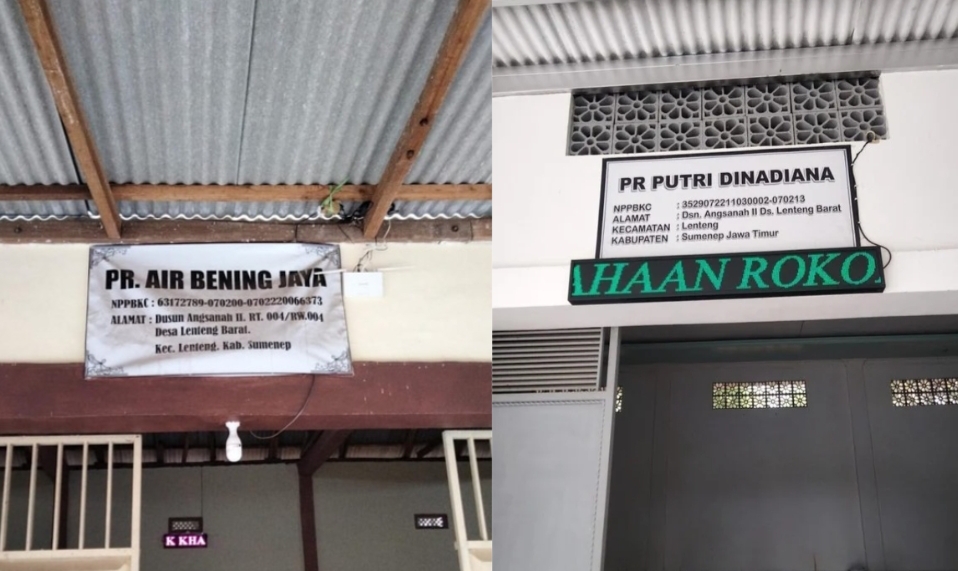 PR. AIR BENING JAYA
NPPBKC : 63172789-070200-0702220066373
ALAMAT : Dusun Angsanah II. RT. 004/RW.004
Desa Lenteng Barat.
Kec. Lenteng. Kab. Sumenep
K KHA
PR PUTRI DINADIANA
NPPBKC : 3529072211030002-070213
ALAMAT : Dsn. Angsanah II Ds. Lenteng Barat
KECAMATAN : Lenteng
KABUPATEN : Sumenep Jawa Timur
AHAAN ROKO